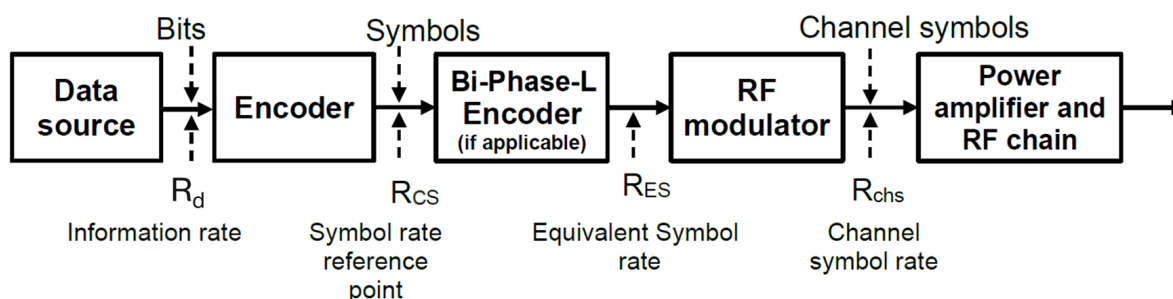 Bits
Symbols
Channel symbols
Data
source
Encoder
Bi-Phase-L
Encoder
(if applicable)
RF
modulator
Power
amplifier and
RF chain
Rd
RCS
RES
Rchs
Information rate
Symbol rate
reference
point
Equivalent Symbol
rate
Channel
symbol rate